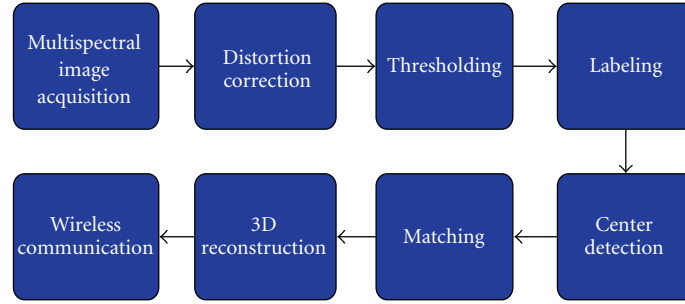 Multispectral
image
acquisition
Distortion
correction
Thresholding
Labeling
Center
detection
Matching
3D
reconstruction
Wireless
communication